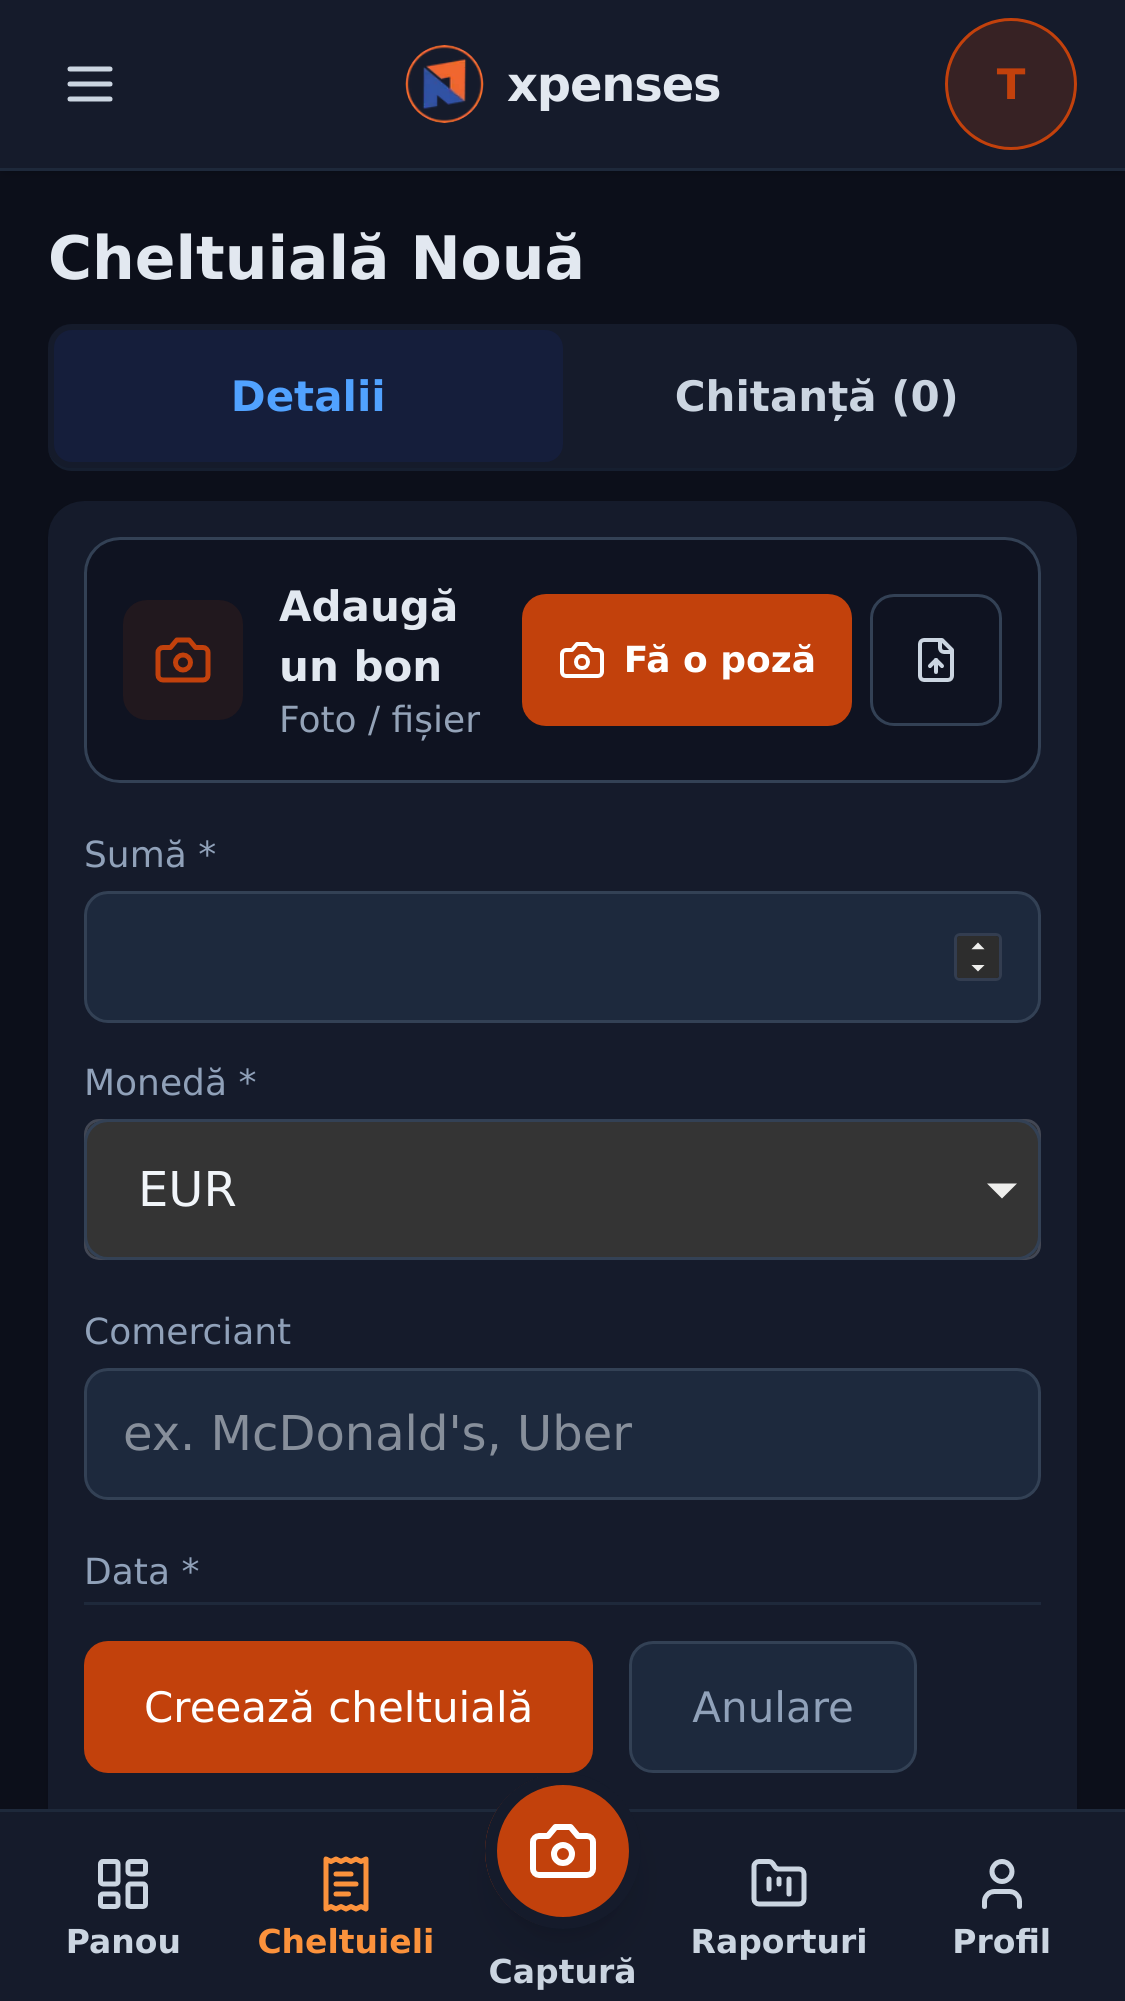 xpenses
T
Cheltuială Nouă
Detalii
Chitanță (0)
Adaugă
un bon
Foto / fișier
Fă o poză
Sumă *
Monedă *
EUR
Comerciant
ex. McDonald's, Uber
Data *
Creează cheltuială
Anulare
Panou
Cheltuieli
Captură
Raporturi
Profil